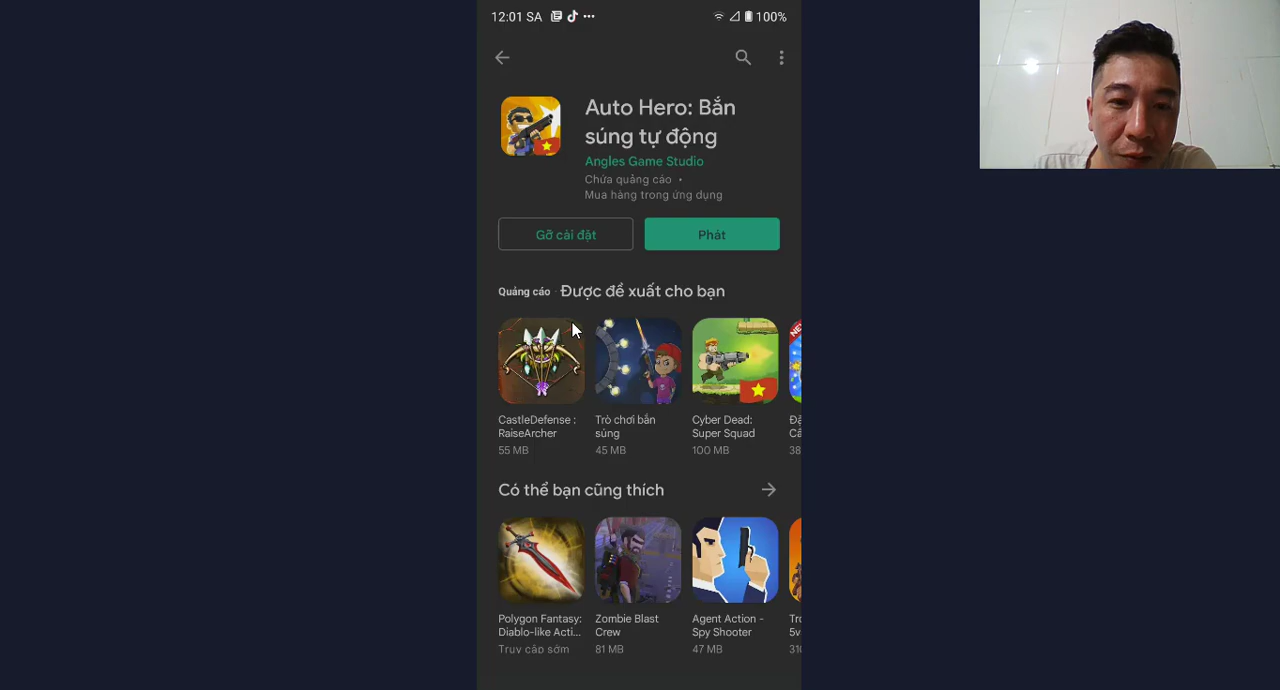 12:01 SA
100%
Auto Hero: Bắn
súng tự động
Angles Game Studio
Chứa quảng cáo •
Mua hàng trong ứng dụng
Gỡ cài đặt
Phát
Quảng cáo · Được đề xuất cho bạn
NEW
CastleDefense :
RaiseArcher
55 MB
Trò chơi bắn
súng
45 MB
Cyber Dead:
Super Squad
100 MB
Có thể bạn cũng thích
Polygon Fantasy:
Diablo-like Acti...
Truy cập sớm
Zombie Blast
Crew
81 MB
Agent Action -
Spy Shooter
47 MB